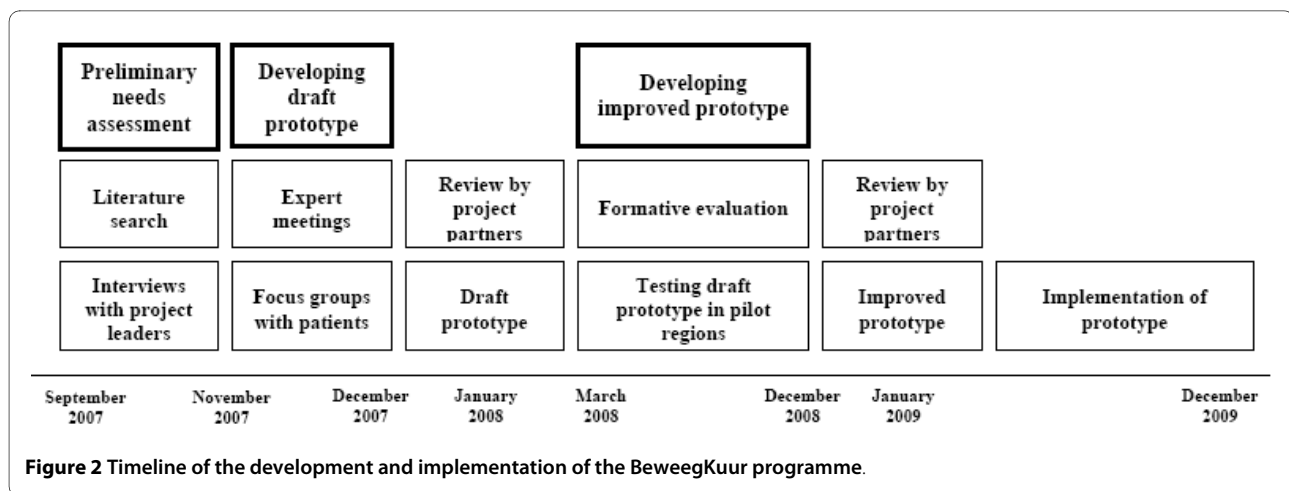 Preliminary
needs
assessment
Developing
draft
prototype
Developing
improved prototype
Literature
search
Expert
meetings
Review by
project
partners
Formative evaluation
Review by
project
partners
Interviews
with project
leaders
Focus groups
with patients
Draft
prototype
Testing draft
prototype in pilot
regions
Improved
prototype
Implementation of
prototype
September
2007
November
2007
December
2007
January
2008
March
2008
December
2008
January
2009
December
2009
Figure 2 Timeline of the development and implementation of the BeweegKuur programme.